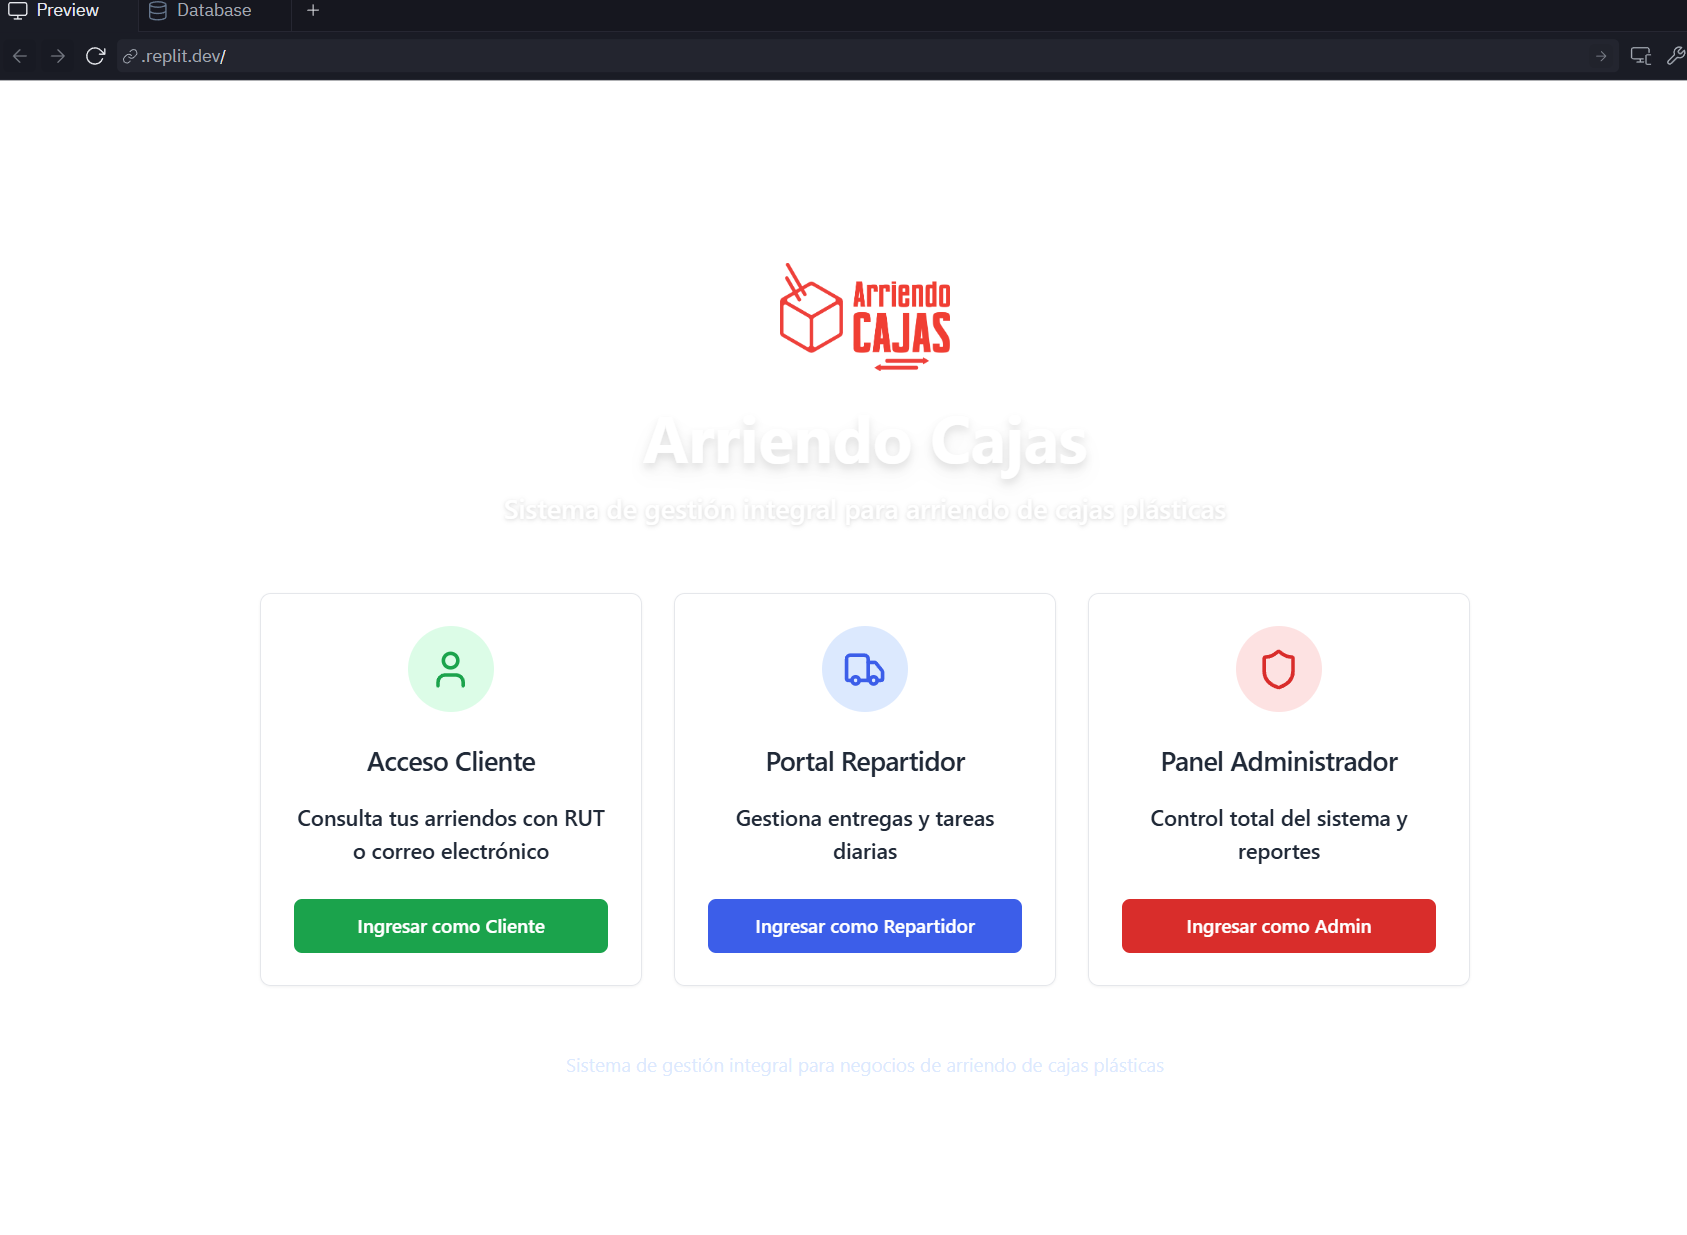 Preview
Database
.replit.dev/
Arriendo
CAJAS
Arriendo Cajas
Sistema de gestión integral para arriendo de cajas plásticas
Acceso Cliente
Consulta tus arriendos con RUT
o correo electrónico
Ingresar como Cliente
Portal Repartidor
Gestiona entregas y tareas
diarias
Ingresar como Repartidor
Panel Administrador
Control total del sistema y
reportes
Ingresar como Admin
Sistema de gestión integral para negocios de arriendo de cajas plásticas